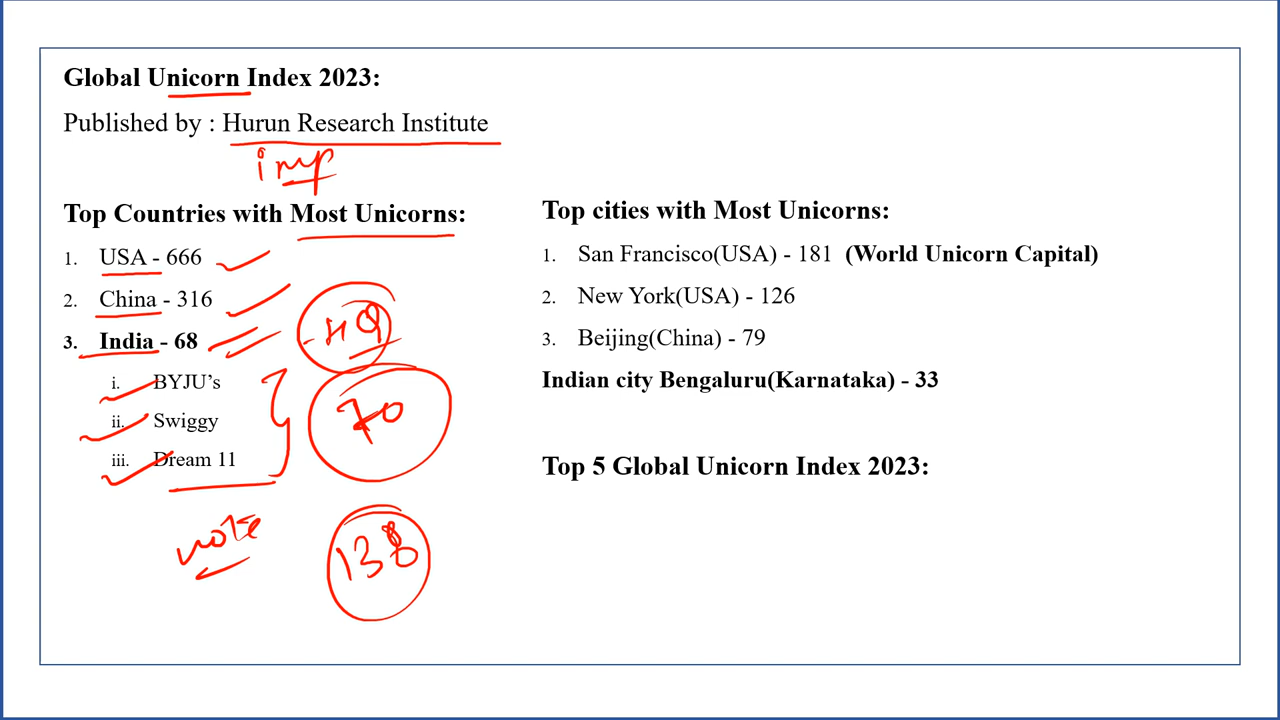 Global Unicorn Index 2023:
Published by : Hurun Research Institute
imp
Top Countries with Most Unicorns:
1. USA - 666
2. China - 316
3. India - 68
i. BYJU's
ii. Swiggy
iii. Dream 11
HQ
70
note
138
Top cities with Most Unicorns:
1. San Francisco(USA) - 181 (World Unicorn Capital)
2. New York(USA) - 126
3. Beijing(China) - 79
Indian city Bengaluru(Karnataka) - 33
Top 5 Global Unicorn Index 2023: